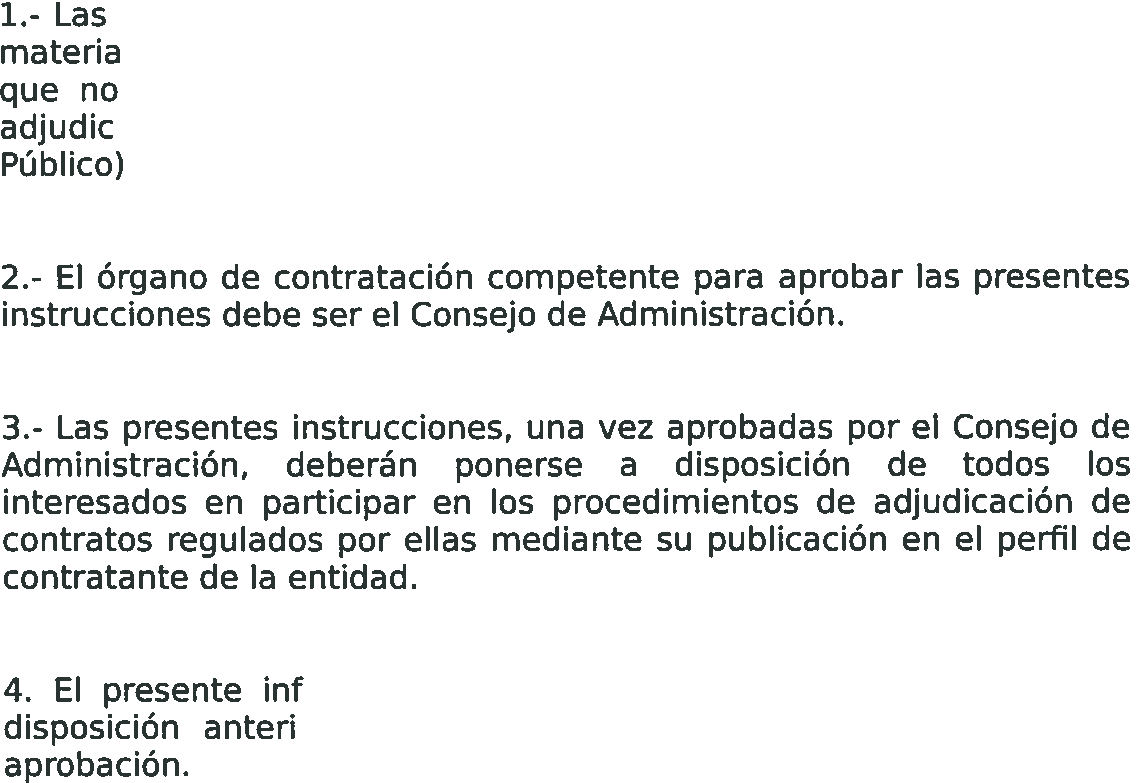 1.- Las
materia
que no
adjudic
Público)
2.- El órgano de contratación competente para aprobar las presentes
instrucciones debe ser el Consejo de Administración.
3.- Las presentes instrucciones, una vez aprobadas por el Consejo de
Administración, deberán ponerse a disposición de todos los
interesados en participar en los procedimientos de adjudicación de
contratos regulados por ellas mediante su publicación en el perfil de
contratante de la entidad.
4. El presente inf
disposición anteri
aprobación.